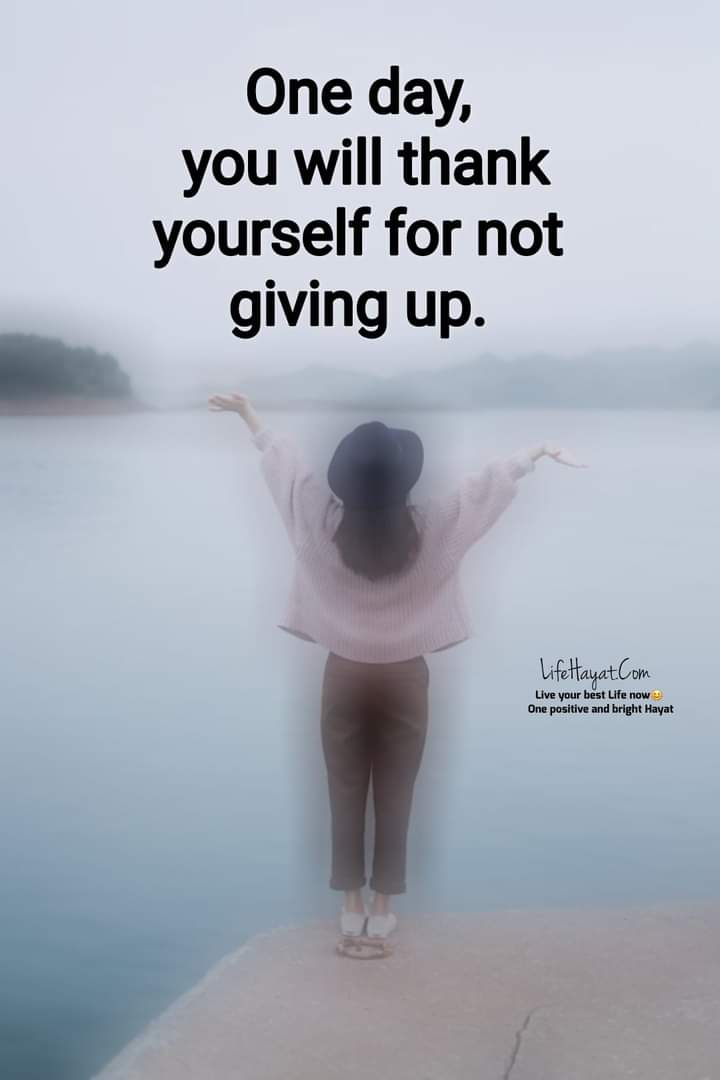 One day,
you will thank
yourself for not
giving up.
LifeHayat.Com
Live your best Life now😊
One positive and bright Hayat